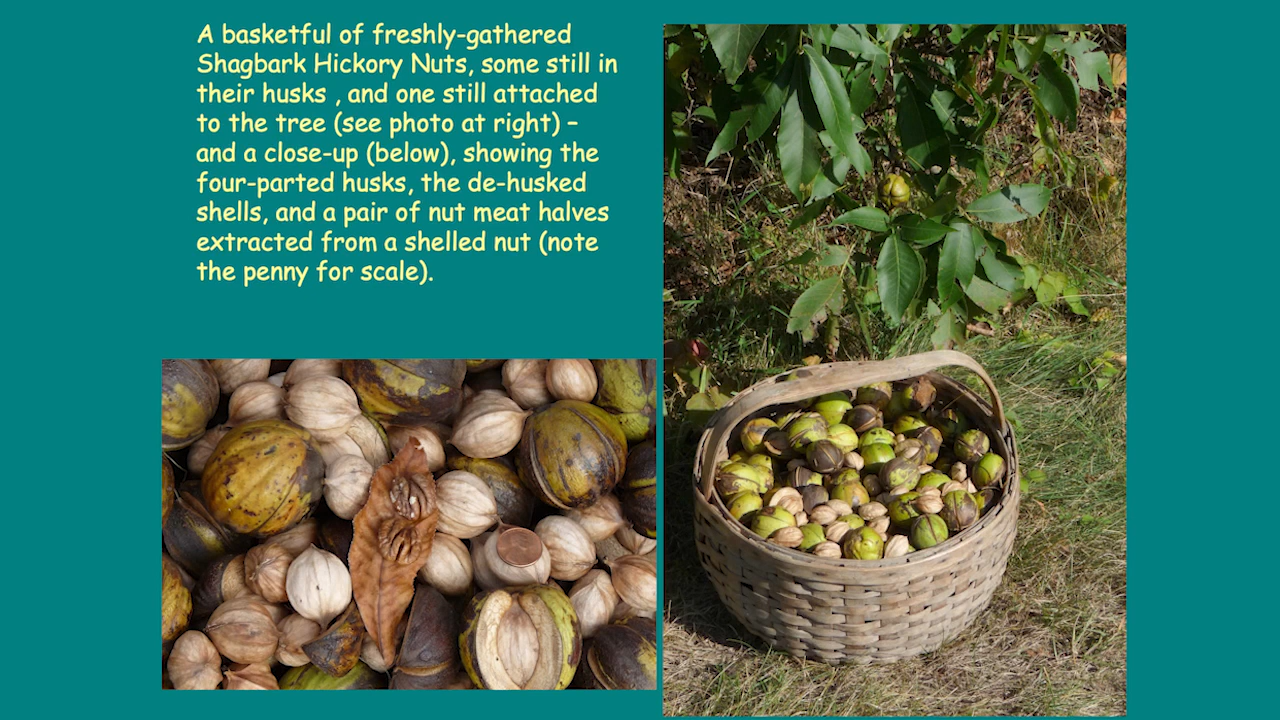 A basketful of freshly-gathered
Shagbark Hickory Nuts, some still in
their husks , and one still attached
to the tree (see photo at right) –
and a close-up (below), showing the
four-parted husks, the de-husked
shells, and a pair of nut meat halves
extracted from a shelled nut (note
the penny for scale).